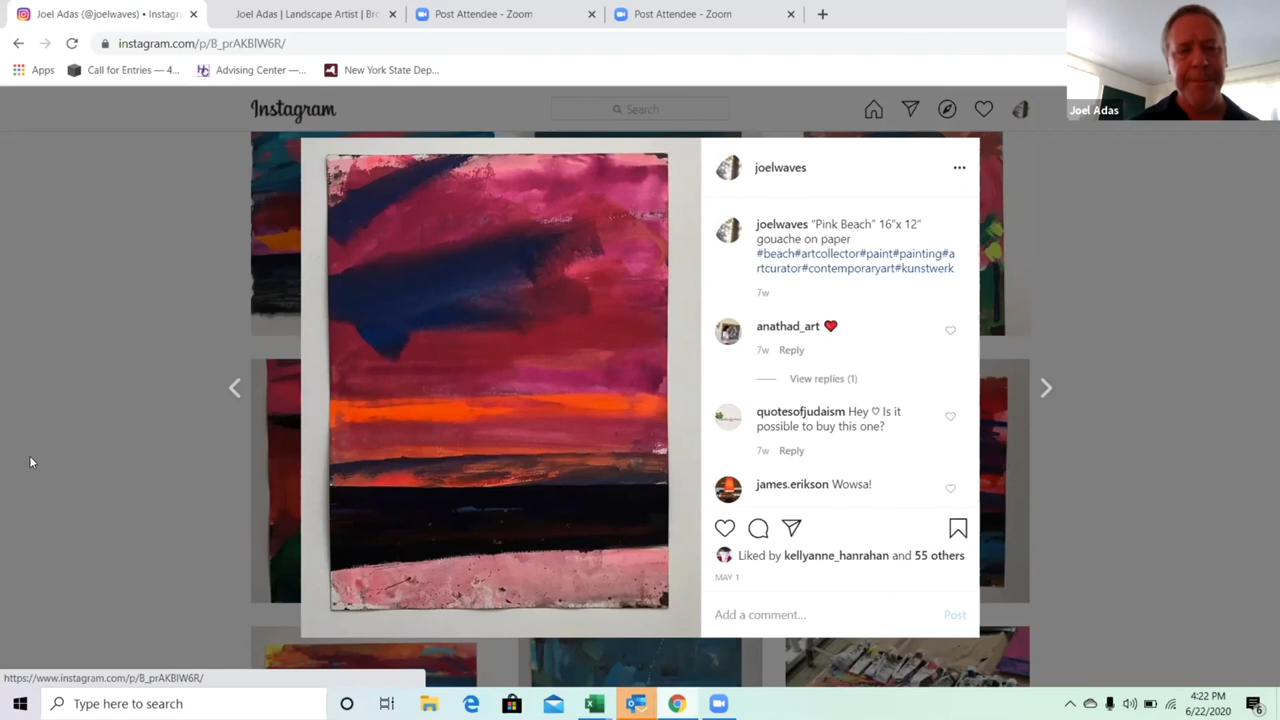 Joel Adas (@joelwaves) • Instag
Joel Adas | Landscape Artist | Bro
Post Attendee - Zoom
Post Attendee - Zoom
instagram.com/p/B_prAKBlW6R/
Apps
Call for Entries — 4...
Advising Center —...
New York State Dep...
Joel Adas
Instagram
Search
joelwaves
joelwaves "Pink Beach" 16"x 12"
gouache on paper
#beach#artcollector#paint#painting#a
rtcurator#contemporaryart#kunstwerk
7w
anathad_art ❤
7w Reply
View replies (1)
quotesofjudaism Hey ♡ Is it
possible to buy this one?
7w Reply
james.erikson Wowsa!
Liked by kellyanne_hanrahan and 55 others
MAY 1
Add a comment...
Post
https://www.instagram.com/p/B_prAKBlW6R/
Type here to search
4:22 PM
6/22/2020
6